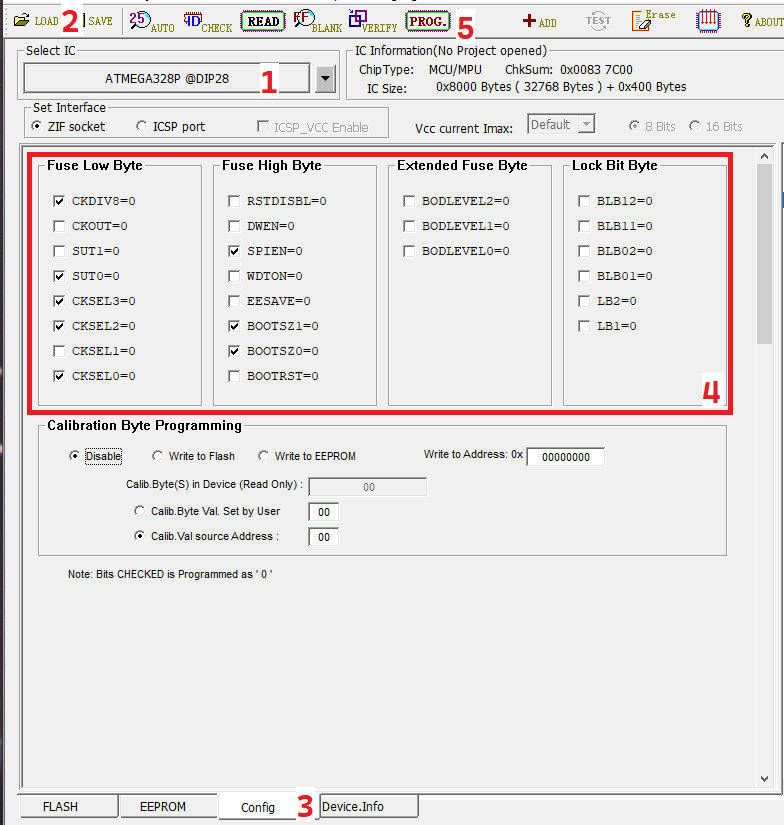 LOAD 2 SAVE 25 AUTO ID CHECK READ FF BLANK VERIFY PROG. 5 ADD TEST Erase ? ABOUT
Select IC
ATMEGA328P @DIP28 1
IC Information(No Project opened)
ChipType: MCU/MPU ChkSum: 0x0083 7C00
IC Size: 0x8000 Bytes ( 32768 Bytes ) + 0x400 Bytes
Set Interface
ZIF socket ICSP port ICSP_VCC Enable Vcc current Imax: Default 8 Bits 16 Bits
Fuse Low Byte Fuse High Byte Extended Fuse Byte Lock Bit Byte
CKDIV8=0 RSTDISBL=0 BODLEVEL2=0 BLB12=0
CKOUT=0 DWEN=0 BODLEVEL1=0 BLB11=0
SUT1=0 SPIEN=0 BODLEVEL0=0 BLB02=0
SUT0=0 WDTON=0 BLB01=0
CKSEL3=0 EESAVE=0 LB2=0
CKSEL2=0 BOOTSZ1=0 LB1=0
CKSEL1=0 BOOTSZ0=0
CKSEL0=0 BOOTRST=0
4
Calibration Byte Programming
Disable Write to Flash Write to EEPROM Write to Address: 0x 00000000
Calib.Byte(S) in Device (Read Only) : 00
Calib.Byte Val. Set by User 00
Calib.Val source Address : 00
Note: Bits CHECKED is Programmed as ' 0 '
FLASH EEPROM Config 3 Device.Info